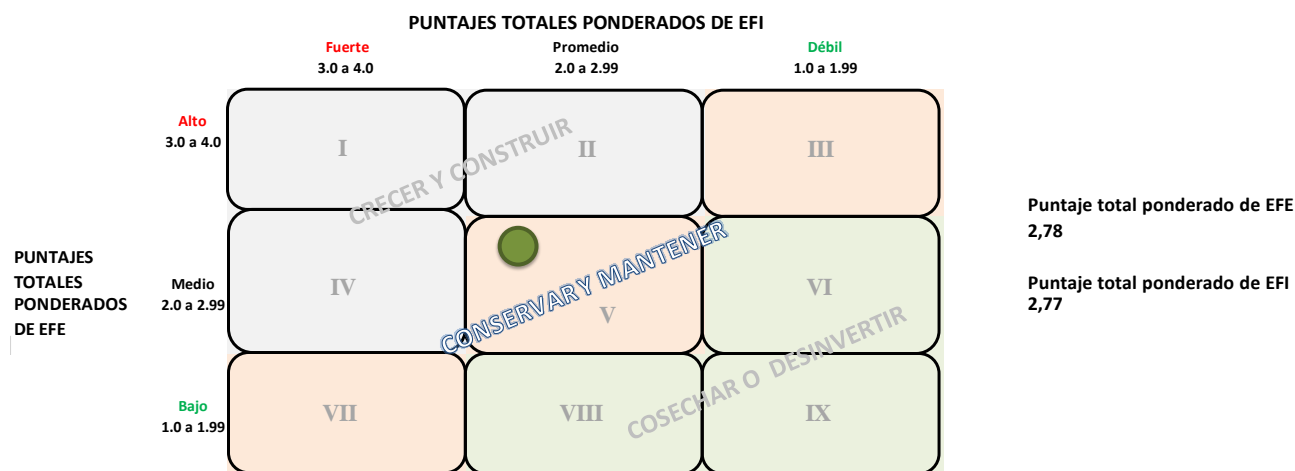 PUNTAJES TOTALES PONDERADOS DE EFI
Fuerte
3.0 a 4.0
Promedio
2.0 a 2.99
Débil
1.0 a 1.99
Alto
3.0 a 4.0
I
II
III
CRECER Y CONSTRUIR
PUNTAJES
TOTALES
PONDERADOS
DE EFE
Medio
2.0 a 2.99
IV
V
VI
CONSERVAR Y MANTENER
Bajo
1.0 a 1.99
VII
VIII
IX
COSECHAR O DESINVERTIR
Puntaje total ponderado de EFE
2,78
Puntaje total ponderado de EFI
2,77